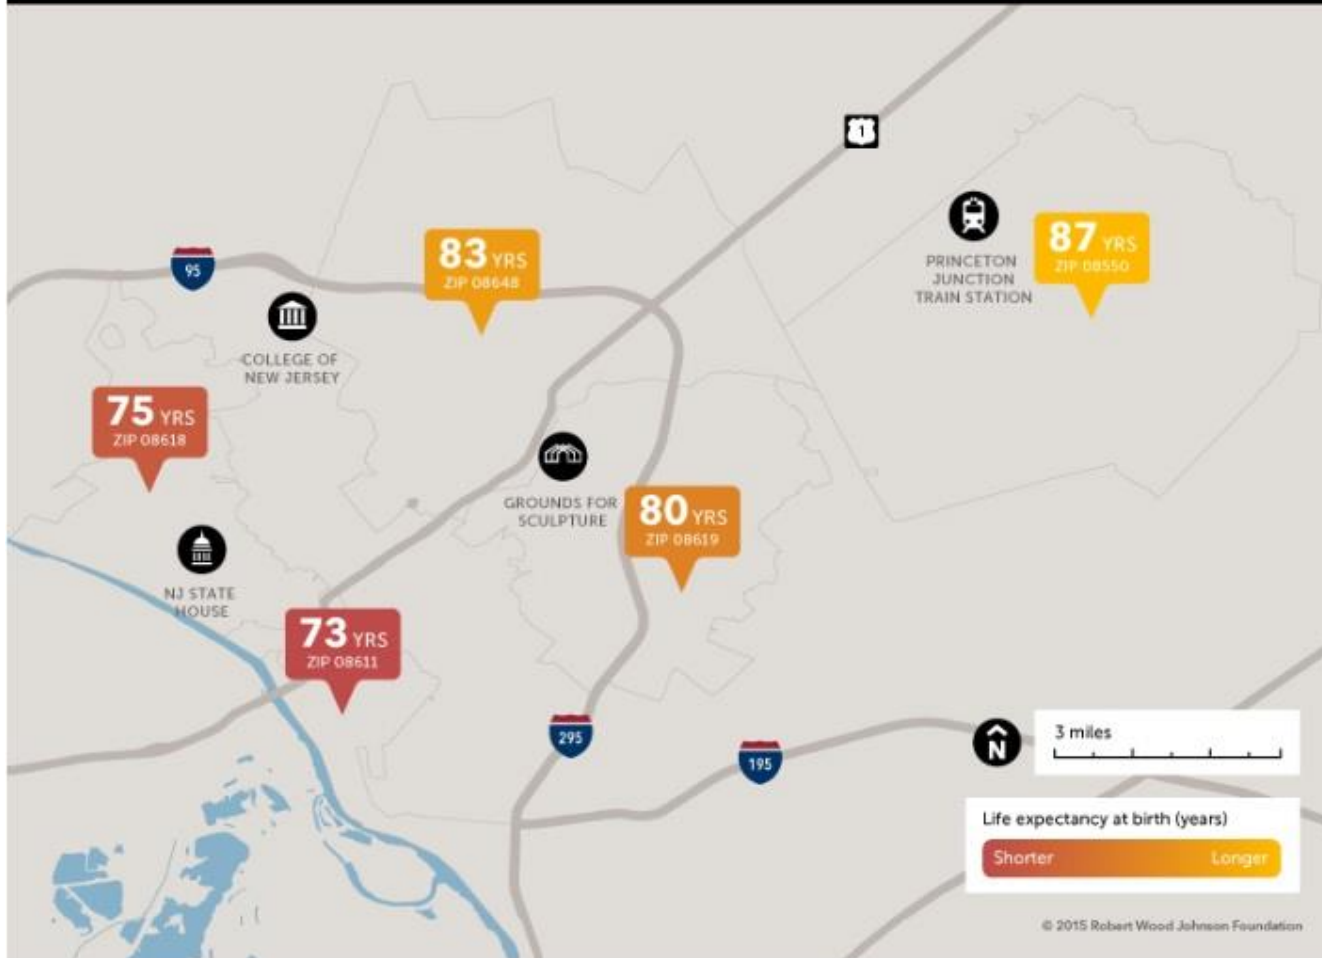 1
PRINCETON
JUNCTION
TRAIN STATION
87 YRS
ZIP 08550
83 YRS
ZIP 08648
95
COLLEGE OF
NEW JERSEY
75 YRS
ZIP 08618
GROUNDS FOR
SCULPTURE
80 YRS
ZIP 08619
NJ STATE
HOUSE
73 YRS
ZIP 08611
295
195
N
3 miles
Life expectancy at birth (years)
Shorter Longer
© 2015 Robert Wood Johnson Foundation